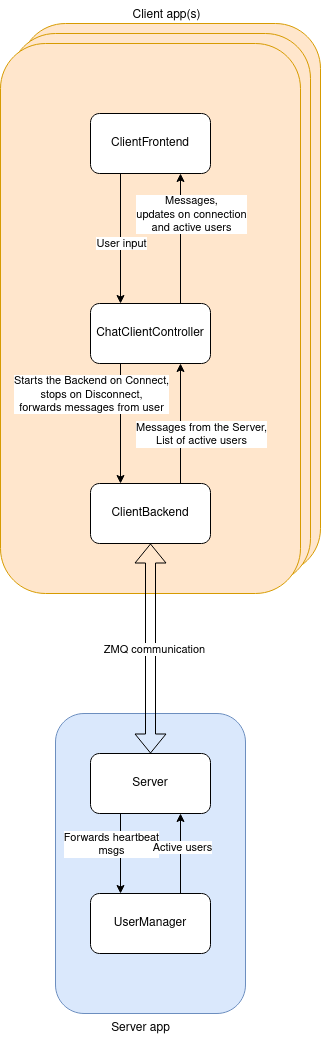 Client app(s)
ClientFrontend
Messages,
updates on connection
and active users
User input
ChatClientController
Starts the Backend on Connect,
stops on Disconnect,
forwards messages from user
Messages from the Server,
List of active users
ClientBackend
ZMQ communication
Server
Forwards heartbeat
msgs
Active users
UserManager
Server app